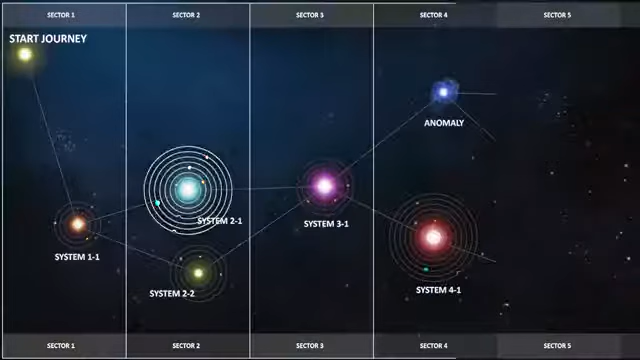 SECTOR 1
SECTOR 2
SECTOR 3
SECTOR 4
SECTOR 5
START JOURNEY
ANOMALY
SYSTEM 2-1
SYSTEM 3-1
SYSTEM 1-1
SYSTEM 2-2
SYSTEM 4-1
SECTOR 1
SECTOR 2
SECTOR 3
SECTOR 4
SECTOR 5